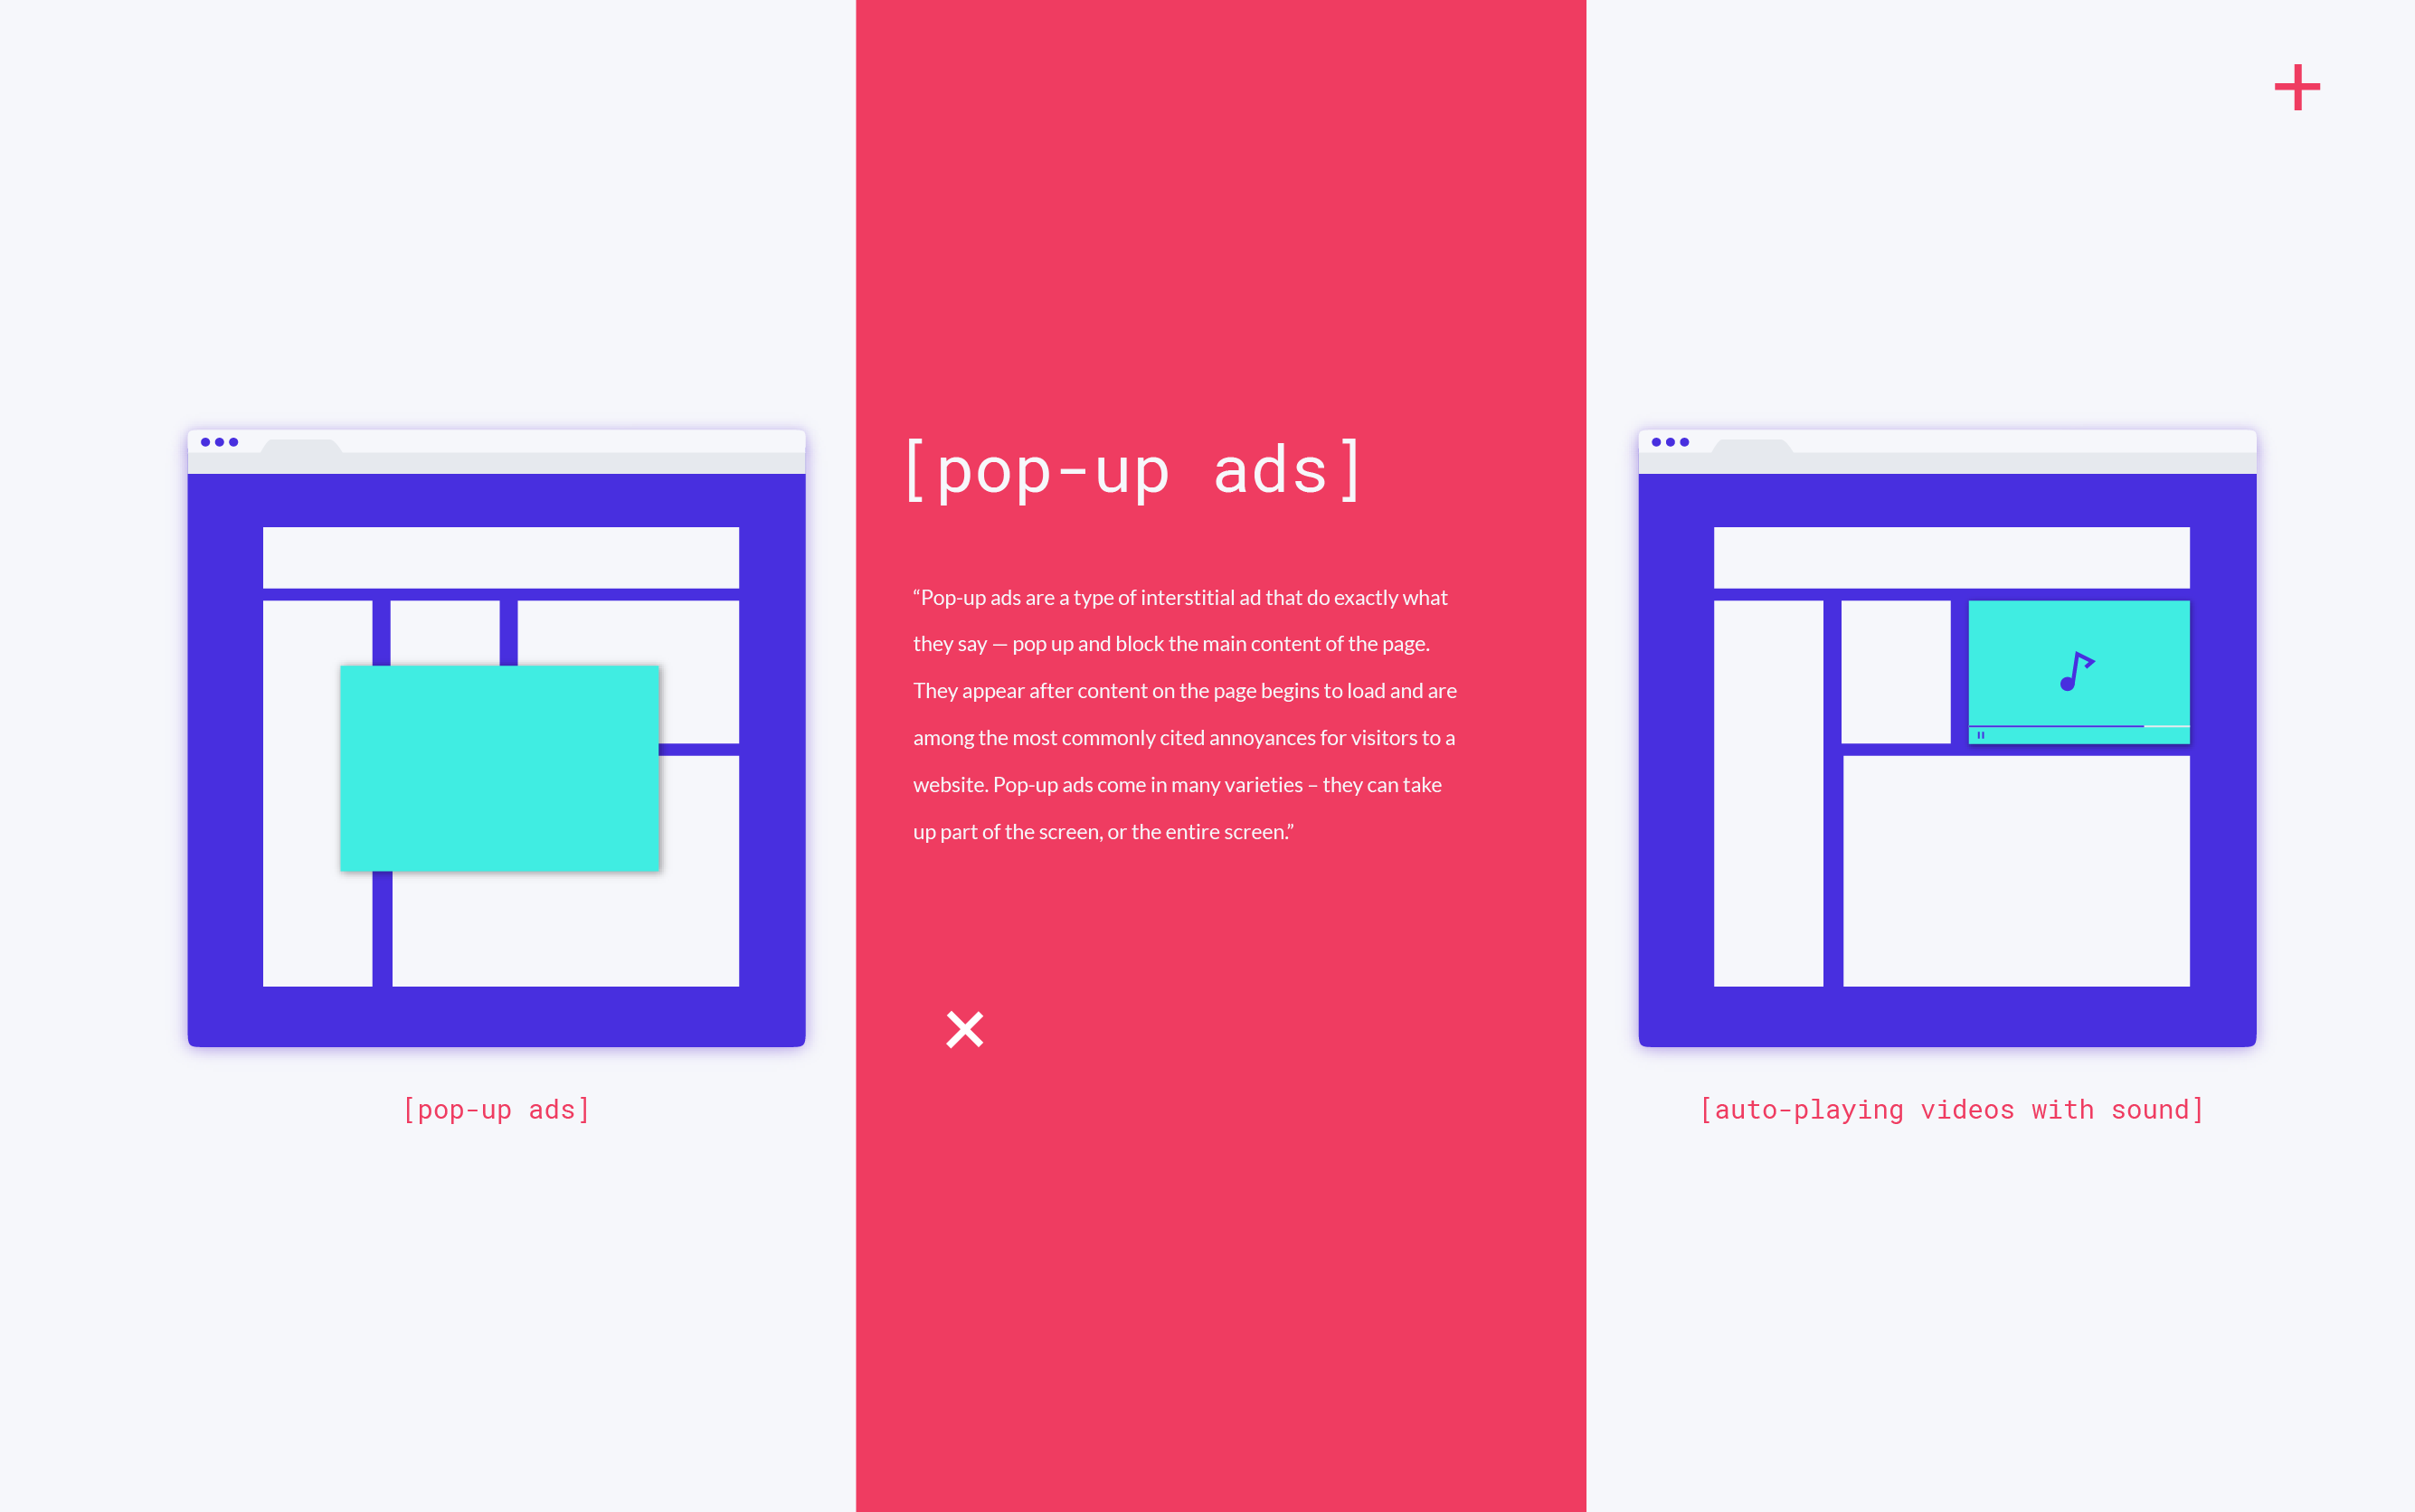 [pop-up ads]
“Pop-up ads are a type of interstitial ad that do exactly what
they say — pop up and block the main content of the page.
They appear after content on the page begins to load and are
among the most commonly cited annoyances for visitors to a
website. Pop-up ads come in many varieties – they can take
up part of the screen, or the entire screen.”
[pop-up ads]
[auto-playing videos with sound]